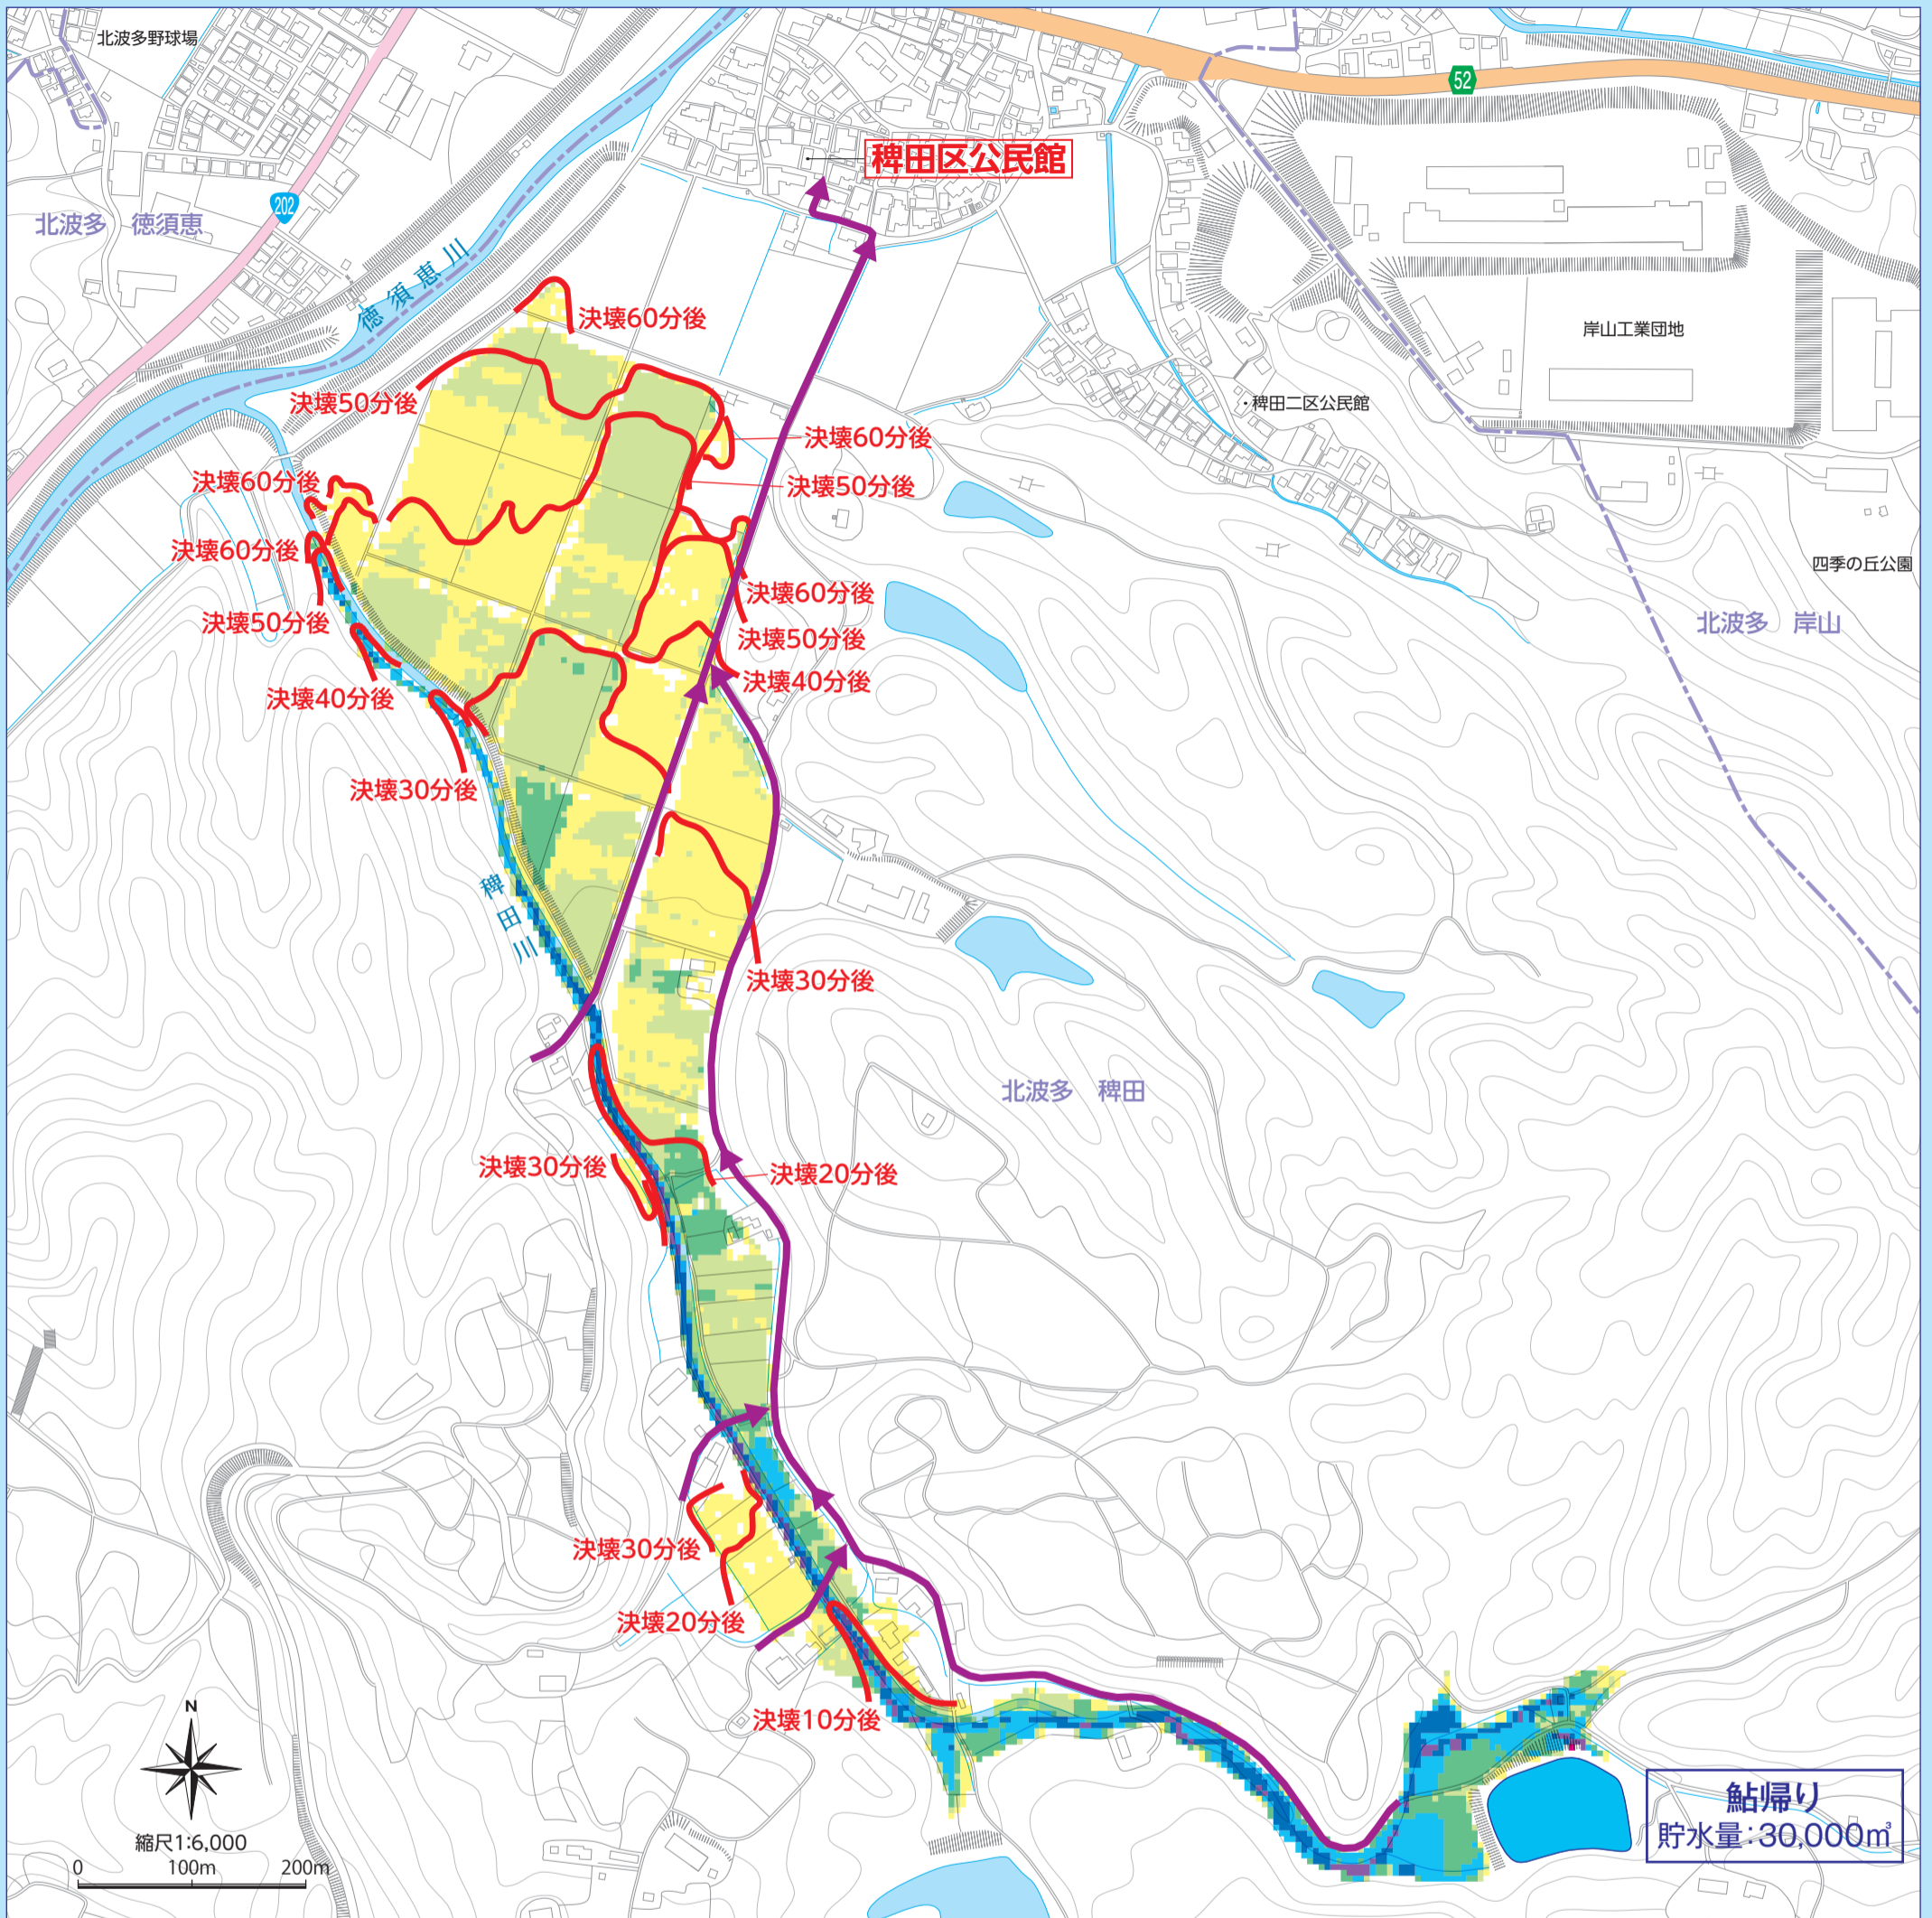 北波多野球場
52
稗田区公民館
202
北波多 徳須恵
徳須恵川
決壊60分後
岸山工業団地
決壊50分後
・稗田二区公民館
決壊60分後
決壊60分後
決壊50分後
決壊60分後
四季の丘公園
決壊60分後
決壊50分後
北波多 岸山
決壊50分後
決壊40分後
決壊40分後
決壊30分後
稗田川
決壊30分後
北波多 稗田
決壊30分後
決壊20分後
決壊30分後
決壊20分後
決壊10分後
N
縮尺1:6,000
0 100m 200m
鮎帰り
貯水量:30,000㎥